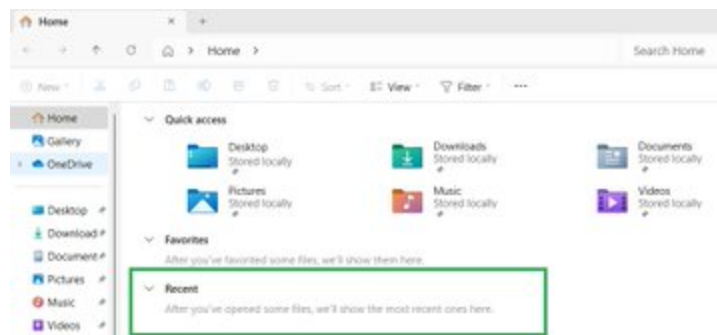 Home
Home
Search Home
New
Sort
View
Filter
Home
Gallery
OneDrive
Desktop
Download
Document
Pictures
Music
Videos
Quick access
Desktop
Stored locally
Downloads
Stored locally
Documents
Stored locally
Pictures
Stored locally
Music
Stored locally
Videos
Stored locally
Favorites
After you've favorited some files, we'll show them here.
Recent
After you've opened some files, we'll show the most recent ones here.